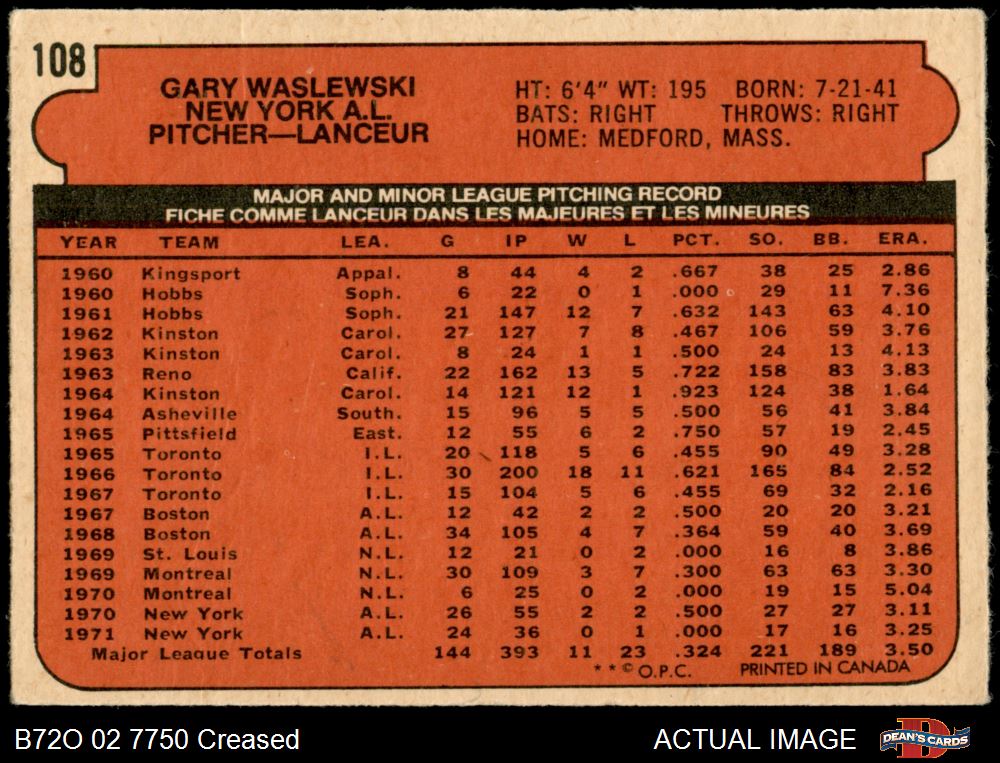 108
GARY WASLEWSKI
NEW YORK A.L.
PITCHER—LANCEUR
HT: 6'4" WT: 195 BORN: 7-21-41
BATS: RIGHT THROWS: RIGHT
HOME: MEDFORD, MASS.
MAJOR AND MINOR LEAGUE PITCHING RECORD
FICHE COMME LANCEUR DANS LES MAJEURES ET LES MINEURES
YEAR TEAM LEA. G IP W L PCT. SO. BB. ERA.
1960 Kingsport Appal. 8 44 4 2 .667 38 25 2.86
1960 Hobbs Soph. 6 22 0 1 .000 29 11 7.36
1961 Hobbs Soph. 21 147 12 7 .632 143 63 4.10
1962 Kinston Carol. 27 127 7 8 .467 106 59 3.76
1963 Kinston Carol. 8 24 1 1 .500 24 13 4.13
1963 Reno Calif. 22 162 13 5 .722 158 83 3.83
1964 Kinston Carol. 14 121 12 1 .923 124 38 1.64
1964 Asheville South. 15 96 5 5 .500 56 41 3.84
1965 Pittsfield East. 12 55 6 2 .750 57 19 2.45
1965 Toronto I.L. 20 118 5 6 .455 90 49 3.28
1966 Toronto I.L. 30 200 18 11 .621 165 84 2.52
1967 Toronto I.L. 15 104 5 6 .455 69 32 2.16
1967 Boston A.L. 12 42 2 2 .500 20 20 3.21
1968 Boston A.L. 34 105 4 7 .364 59 40 3.69
1969 St. Louis N.L. 12 21 0 2 .000 16 8 3.86
1969 Montreal N.L. 30 109 3 7 .300 63 63 3.30
1970 Montreal N.L. 6 25 0 2 .000 19 15 5.04
1970 New York A.L. 26 55 2 2 .500 27 27 3.11
1971 New York A.L. 24 36 0 1 .000 17 16 3.25
Major League Totals 144 393 11 23 .324 221 189 3.50
* * © O.P.C. PRINTED IN CANADA
B72O 02 7750 Creased ACTUAL IMAGE D DEAN'S CARDS